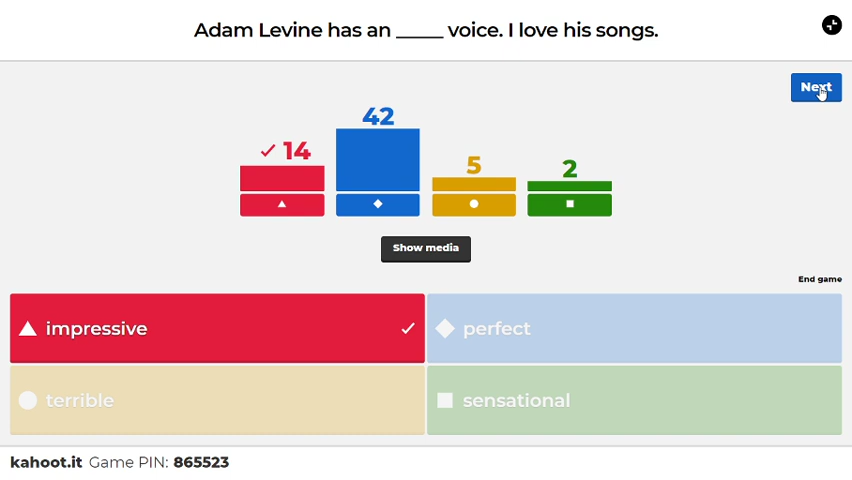 Adam Levine has an _____ voice. I love his songs.
Next
14
42
5
2
Show media
End game
impressive
perfect
terrible
sensational
kahoot.it Game PIN: 865523